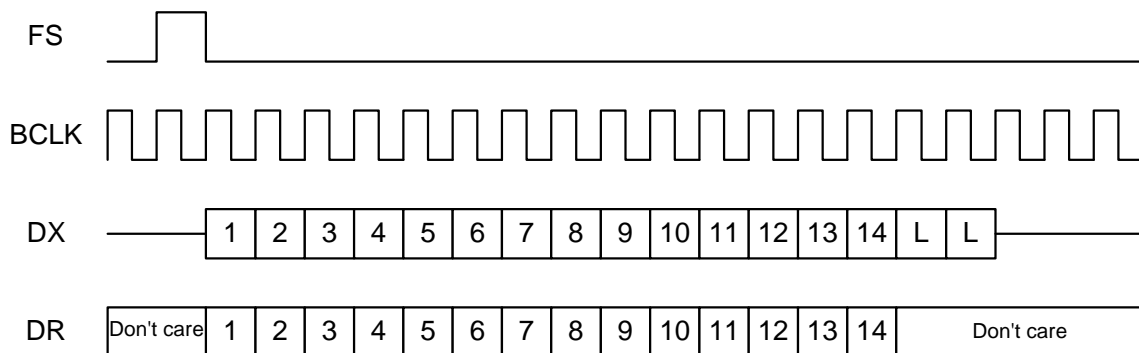 FS
BCLK
DX 1 2 3 4 5 6 7 8 9 10 11 12 13 14 L L
DR Don't care 1 2 3 4 5 6 7 8 9 10 11 12 13 14 Don't care